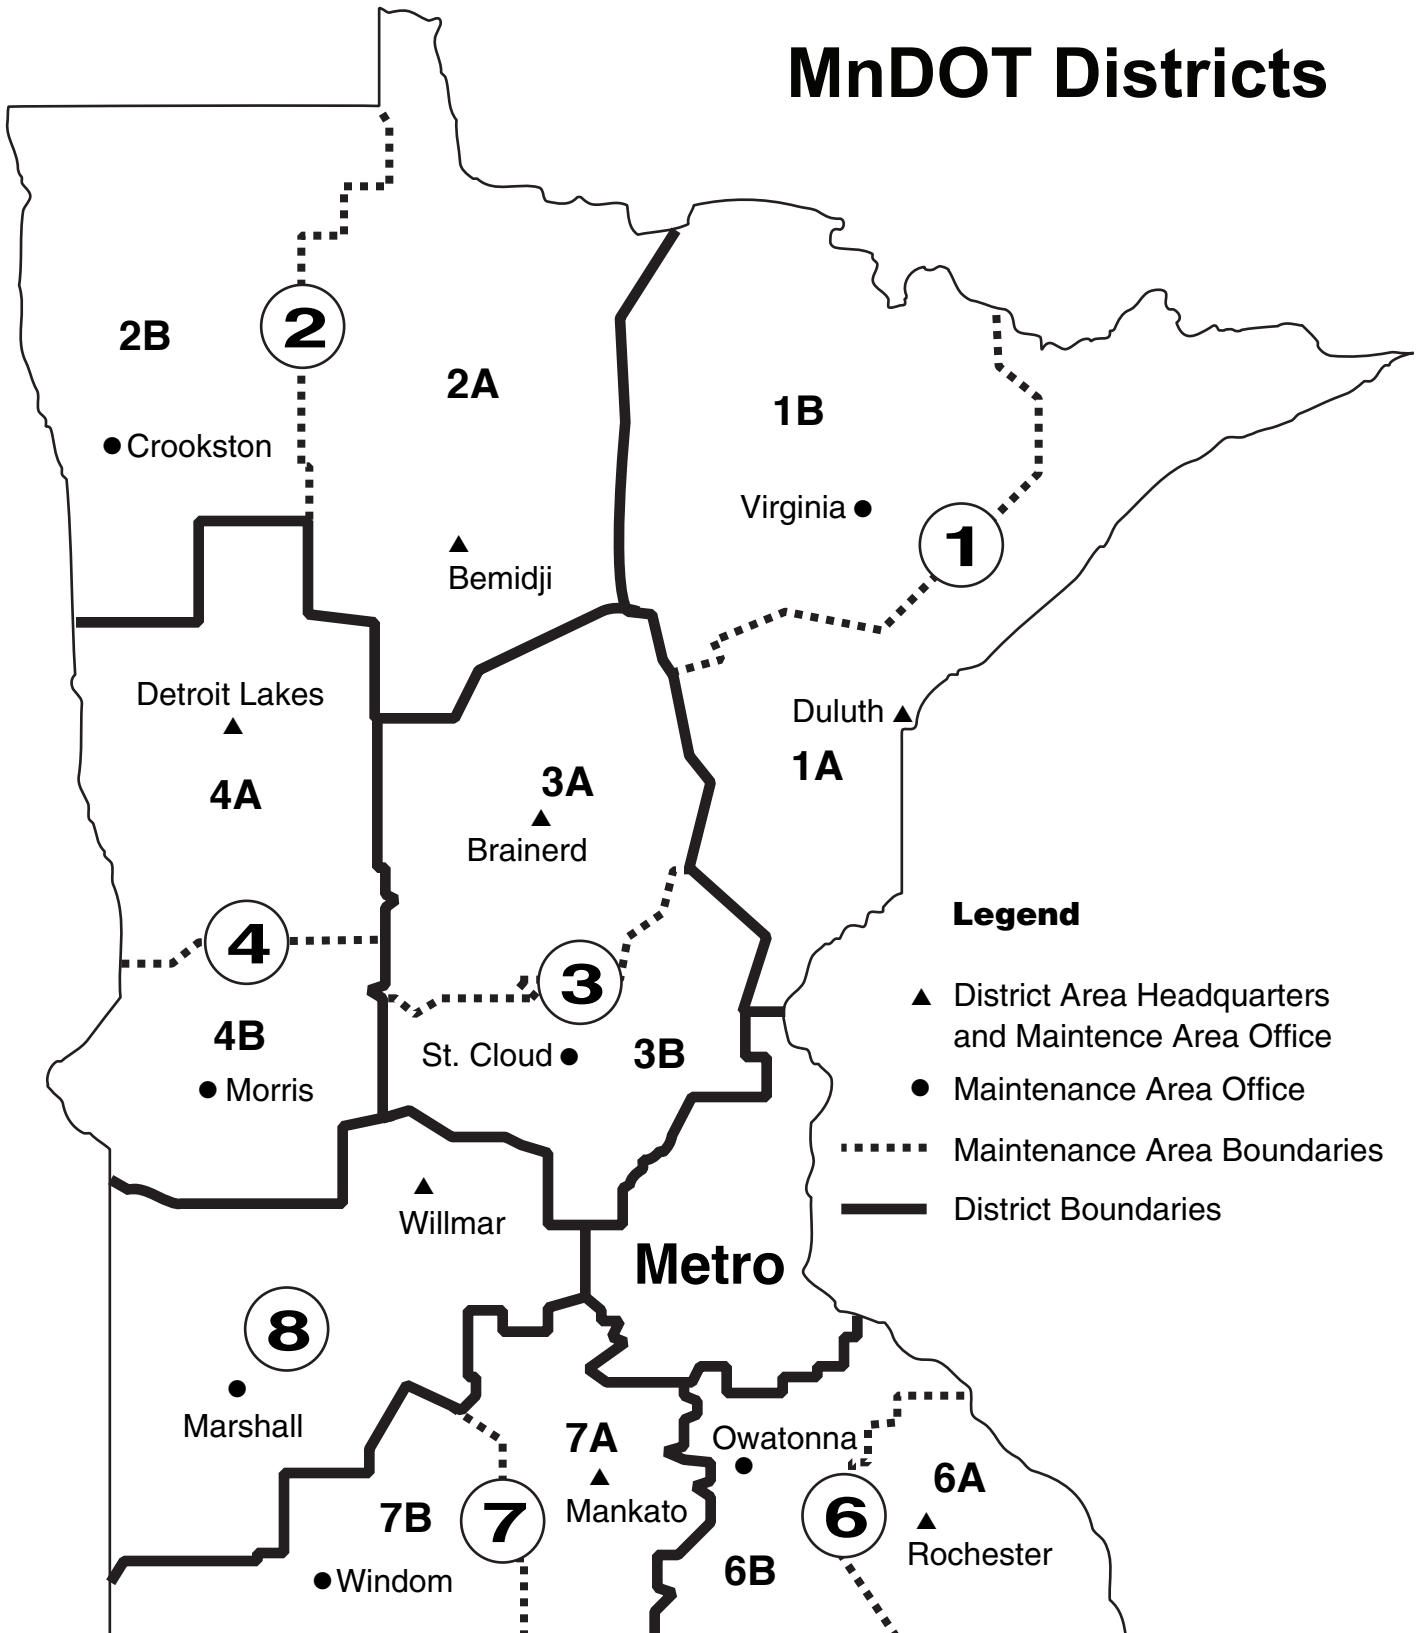 MnDOT Districts
2B
2
2A
1B
Crookston
Virginia
1
Bemidji
Detroit Lakes
Duluth
4A
3A
1A
Brainerd
Legend
4
3
District Area Headquarters
and Maintence Area Office
4B
St. Cloud
3B
Morris
Maintenance Area Office
Maintenance Area Boundaries
Willmar
District Boundaries
Metro
8
Marshall
7A
Owatonna
6A
7B
7
Mankato
6
Rochester
6B
Windom